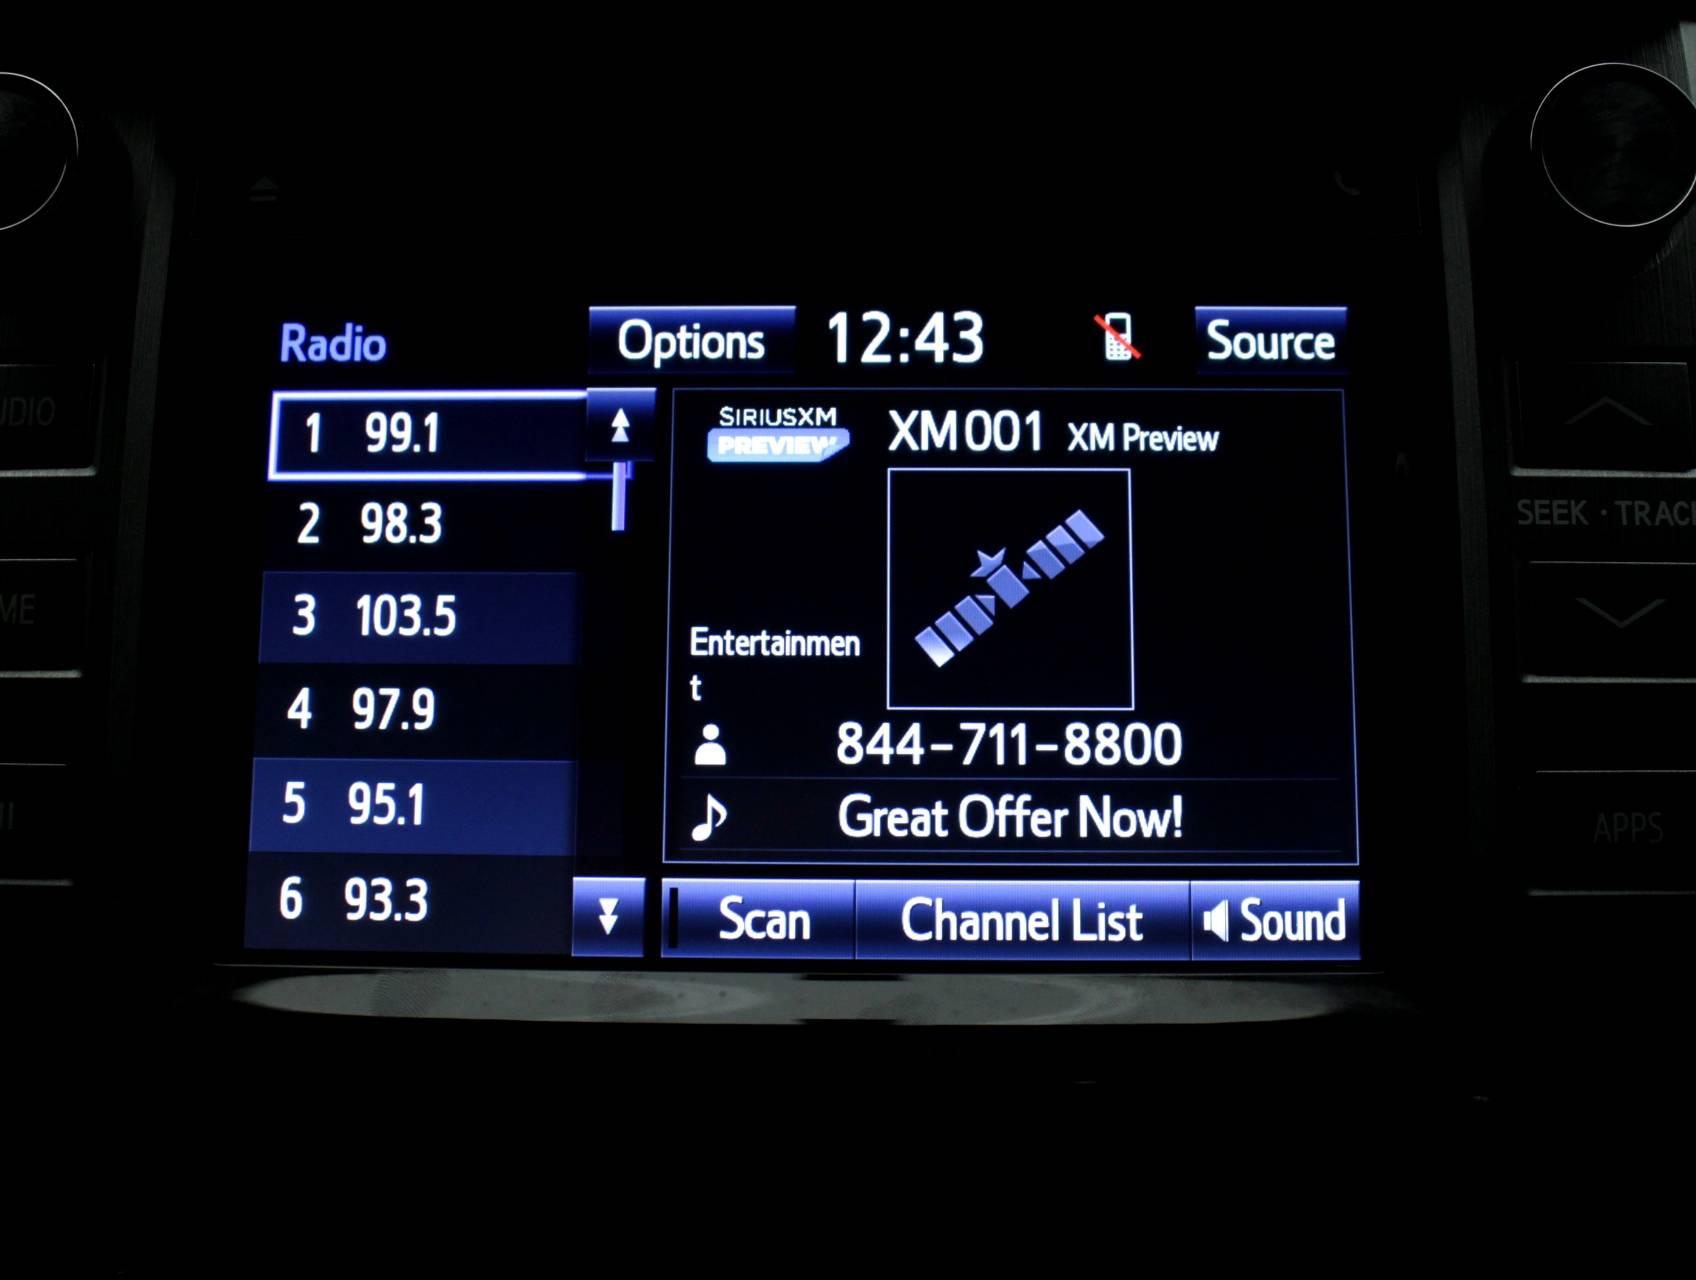 Radio
Options
12:43
Source
1 99.1
2 98.3
3 103.5
4 97.9
5 95.1
6 93.3
SIRIUSXM
PREVIEW
XM001 XM Preview
Entertainmen
t
844-711-8800
Great Offer Now!
Scan
Channel List
Sound
SEEK · TRACK
APPS